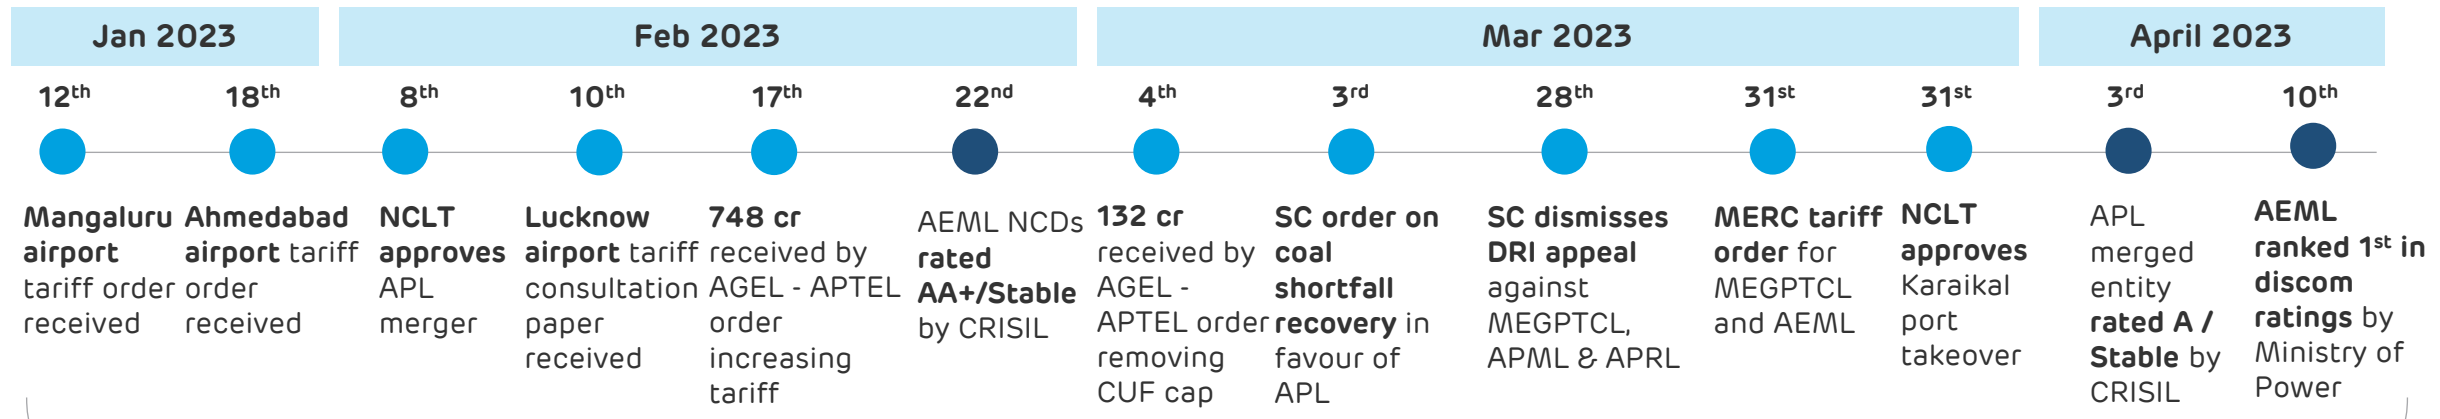 Jan 2023
Feb 2023
Mar 2023
April 2023
12th
18th
8th
10th
17th
22nd
4th
3rd
28th
31st
31st
3rd
10th
Mangaluru
airport
tariff order
received
Ahmedabad
airport tariff
order
received
NCLT
approves
APL
merger
Lucknow
airport tariff
consultation
paper
received
748 cr
received by
AGEL - APTEL
order
increasing
tariff
AEML NCDs
rated
AA+/Stable
by CRISIL
132 cr
received by
AGEL -
APTEL order
removing
CUF cap
SC order on
coal
shortfall
recovery in
favour of
APL
SC dismisses
DRI appeal
against
MEGPTCL,
APML & APRL
MERC tariff
order for
MEGPTCL
and AEML
NCLT
approves
Karaikal
port
takeover
APL
merged
entity
rated A /
Stable by
CRISIL
AEML
ranked 1st in
discom
ratings by
Ministry of
Power